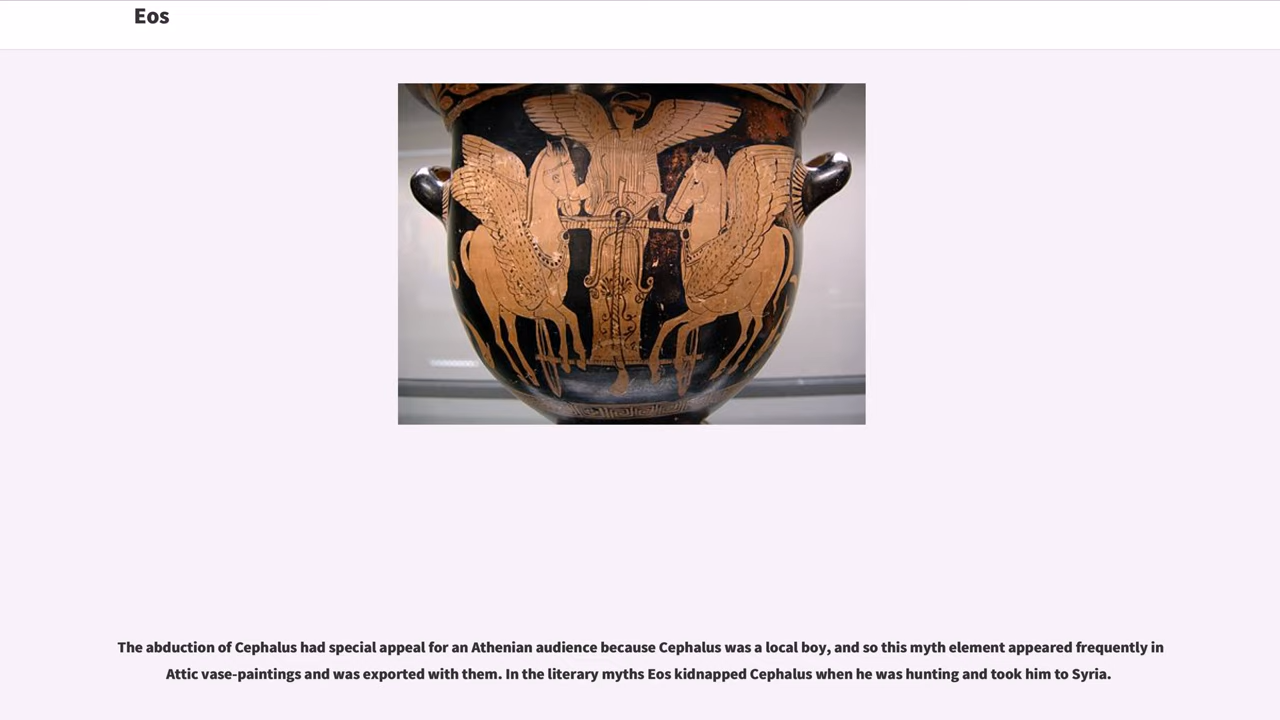 Eos
The abduction of Cephalus had special appeal for an Athenian audience because Cephalus was a local boy, and so this myth element appeared frequently in
Attic vase-paintings and was exported with them. In the literary myths Eos kidnapped Cephalus when he was hunting and took him to Syria.